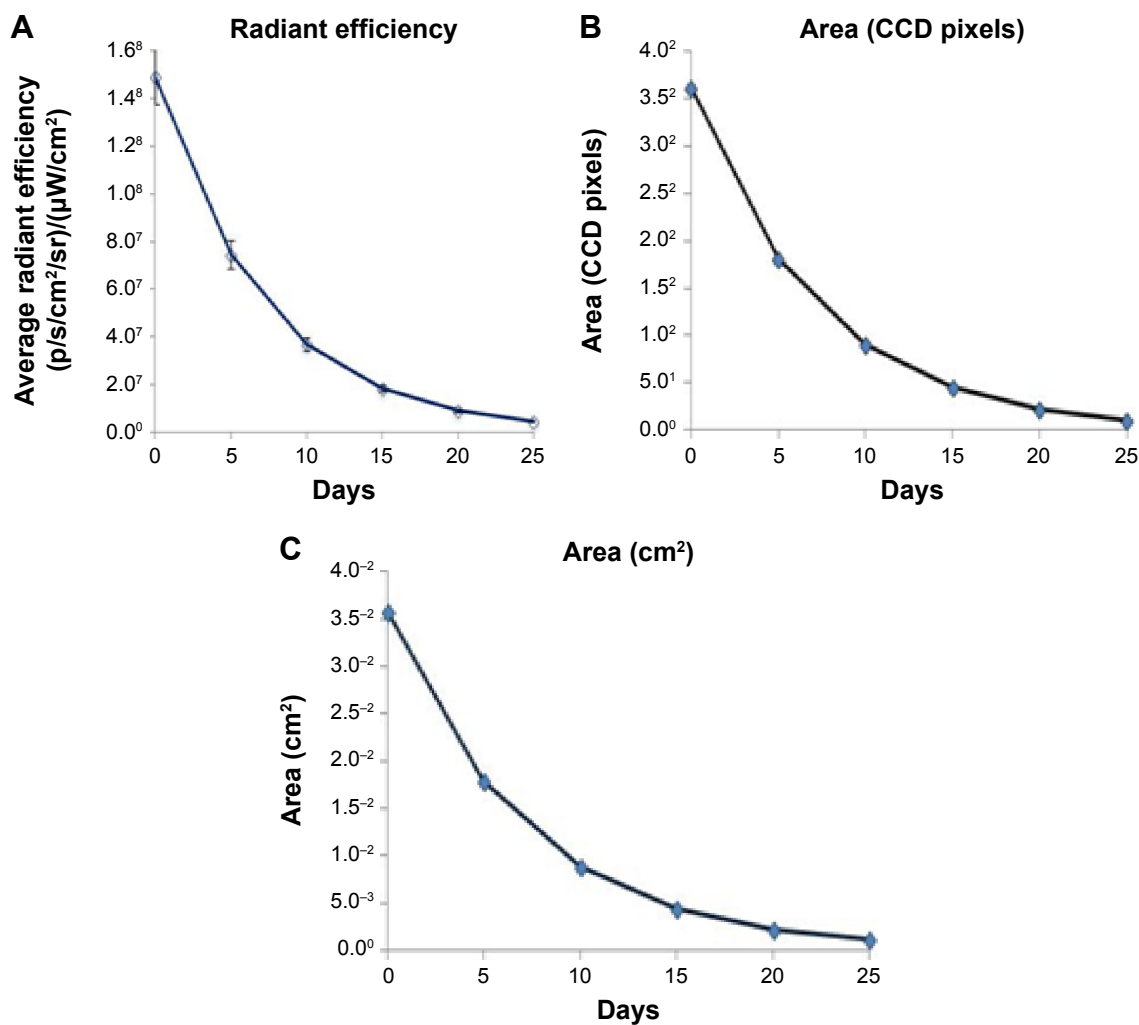 A
Radiant efficiency
Average radiant efficiency
(p/s/cm²/sr)/(μW/cm²)
1.6⁸
1.4⁸
1.2⁸
1.0⁸
8.0⁷
6.0⁷
4.0⁷
2.0⁷
0.0⁰
0 5 10 15 20 25
Days
B
Area (CCD pixels)
Area (CCD pixels)
4.0²
3.5²
3.0²
2.5²
2.0²
1.5²
1.0²
5.0¹
0.0⁰
0 5 10 15 20 25
Days
C
Area (cm²)
Area (cm²)
4.0⁻²
3.5⁻²
3.0⁻²
2.5⁻²
2.0⁻²
1.5⁻²
1.0⁻²
5.0⁻³
0.0⁰
0 5 10 15 20 25
Days